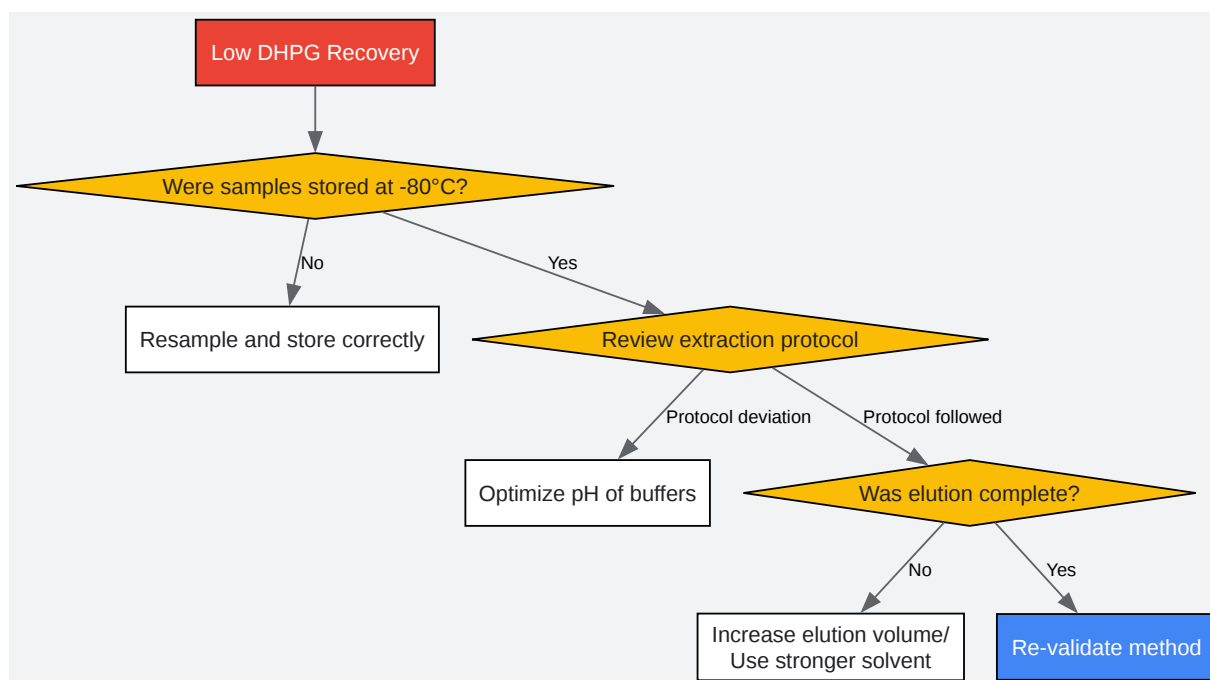 Low DHPG Recovery
Were samples stored at -80°C?
No
Yes
Resample and store correctly
Review extraction protocol
Protocol deviation
Protocol followed
Optimize pH of buffers
Was elution complete?
No
Yes
Increase elution volume/
Use stronger solvent
Re-validate method